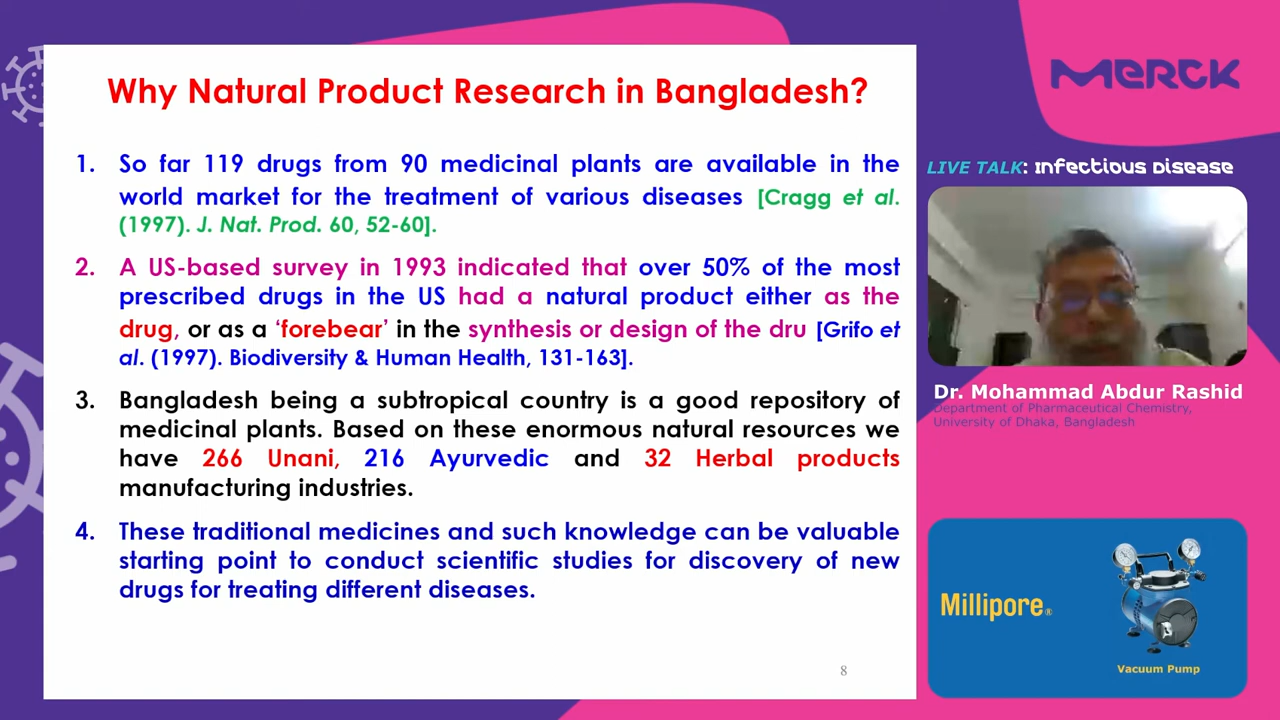 Why Natural Product Research in Bangladesh?
1. So far 119 drugs from 90 medicinal plants are available in the
world market for the treatment of various diseases [Cragg et al.
(1997). J. Nat. Prod. 60, 52-60].
2. A US-based survey in 1993 indicated that over 50% of the most
prescribed drugs in the US had a natural product either as the
drug, or as a ‘forebear’ in the synthesis or design of the dru [Grifo et
al. (1997). Biodiversity & Human Health, 131-163].
3. Bangladesh being a subtropical country is a good repository of
medicinal plants. Based on these enormous natural resources we
have 266 Unani, 216 Ayurvedic and 32 Herbal products
manufacturing industries.
4. These traditional medicines and such knowledge can be valuable
starting point to conduct scientific studies for discovery of new
drugs for treating different diseases.
8
MERCK
LIVE TALK: Infectious Disease
Dr. Mohammad Abdur Rashid
Department of Pharmaceutical Chemistry,
University of Dhaka, Bangladesh
Millipore®
Vacuum Pump